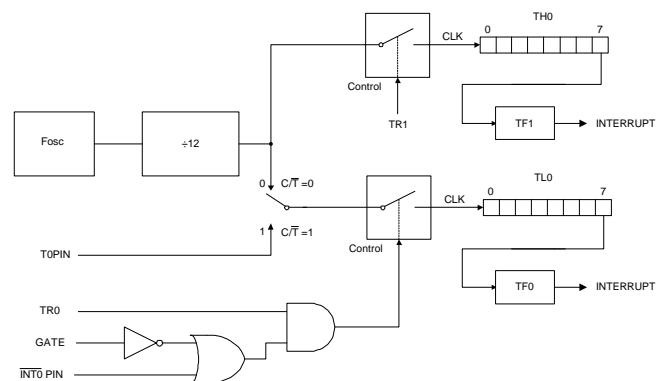 TH0
0 7
CLK
Control
TR1
TF1 INTERRUPT
Fosc ÷12
0 C/T̅ =0
1 C/T̅ =1
T0PIN
TL0
0 7
CLK
Control
TF0 INTERRUPT
TR0
GATE
I̅N̅T̅0̅ PIN